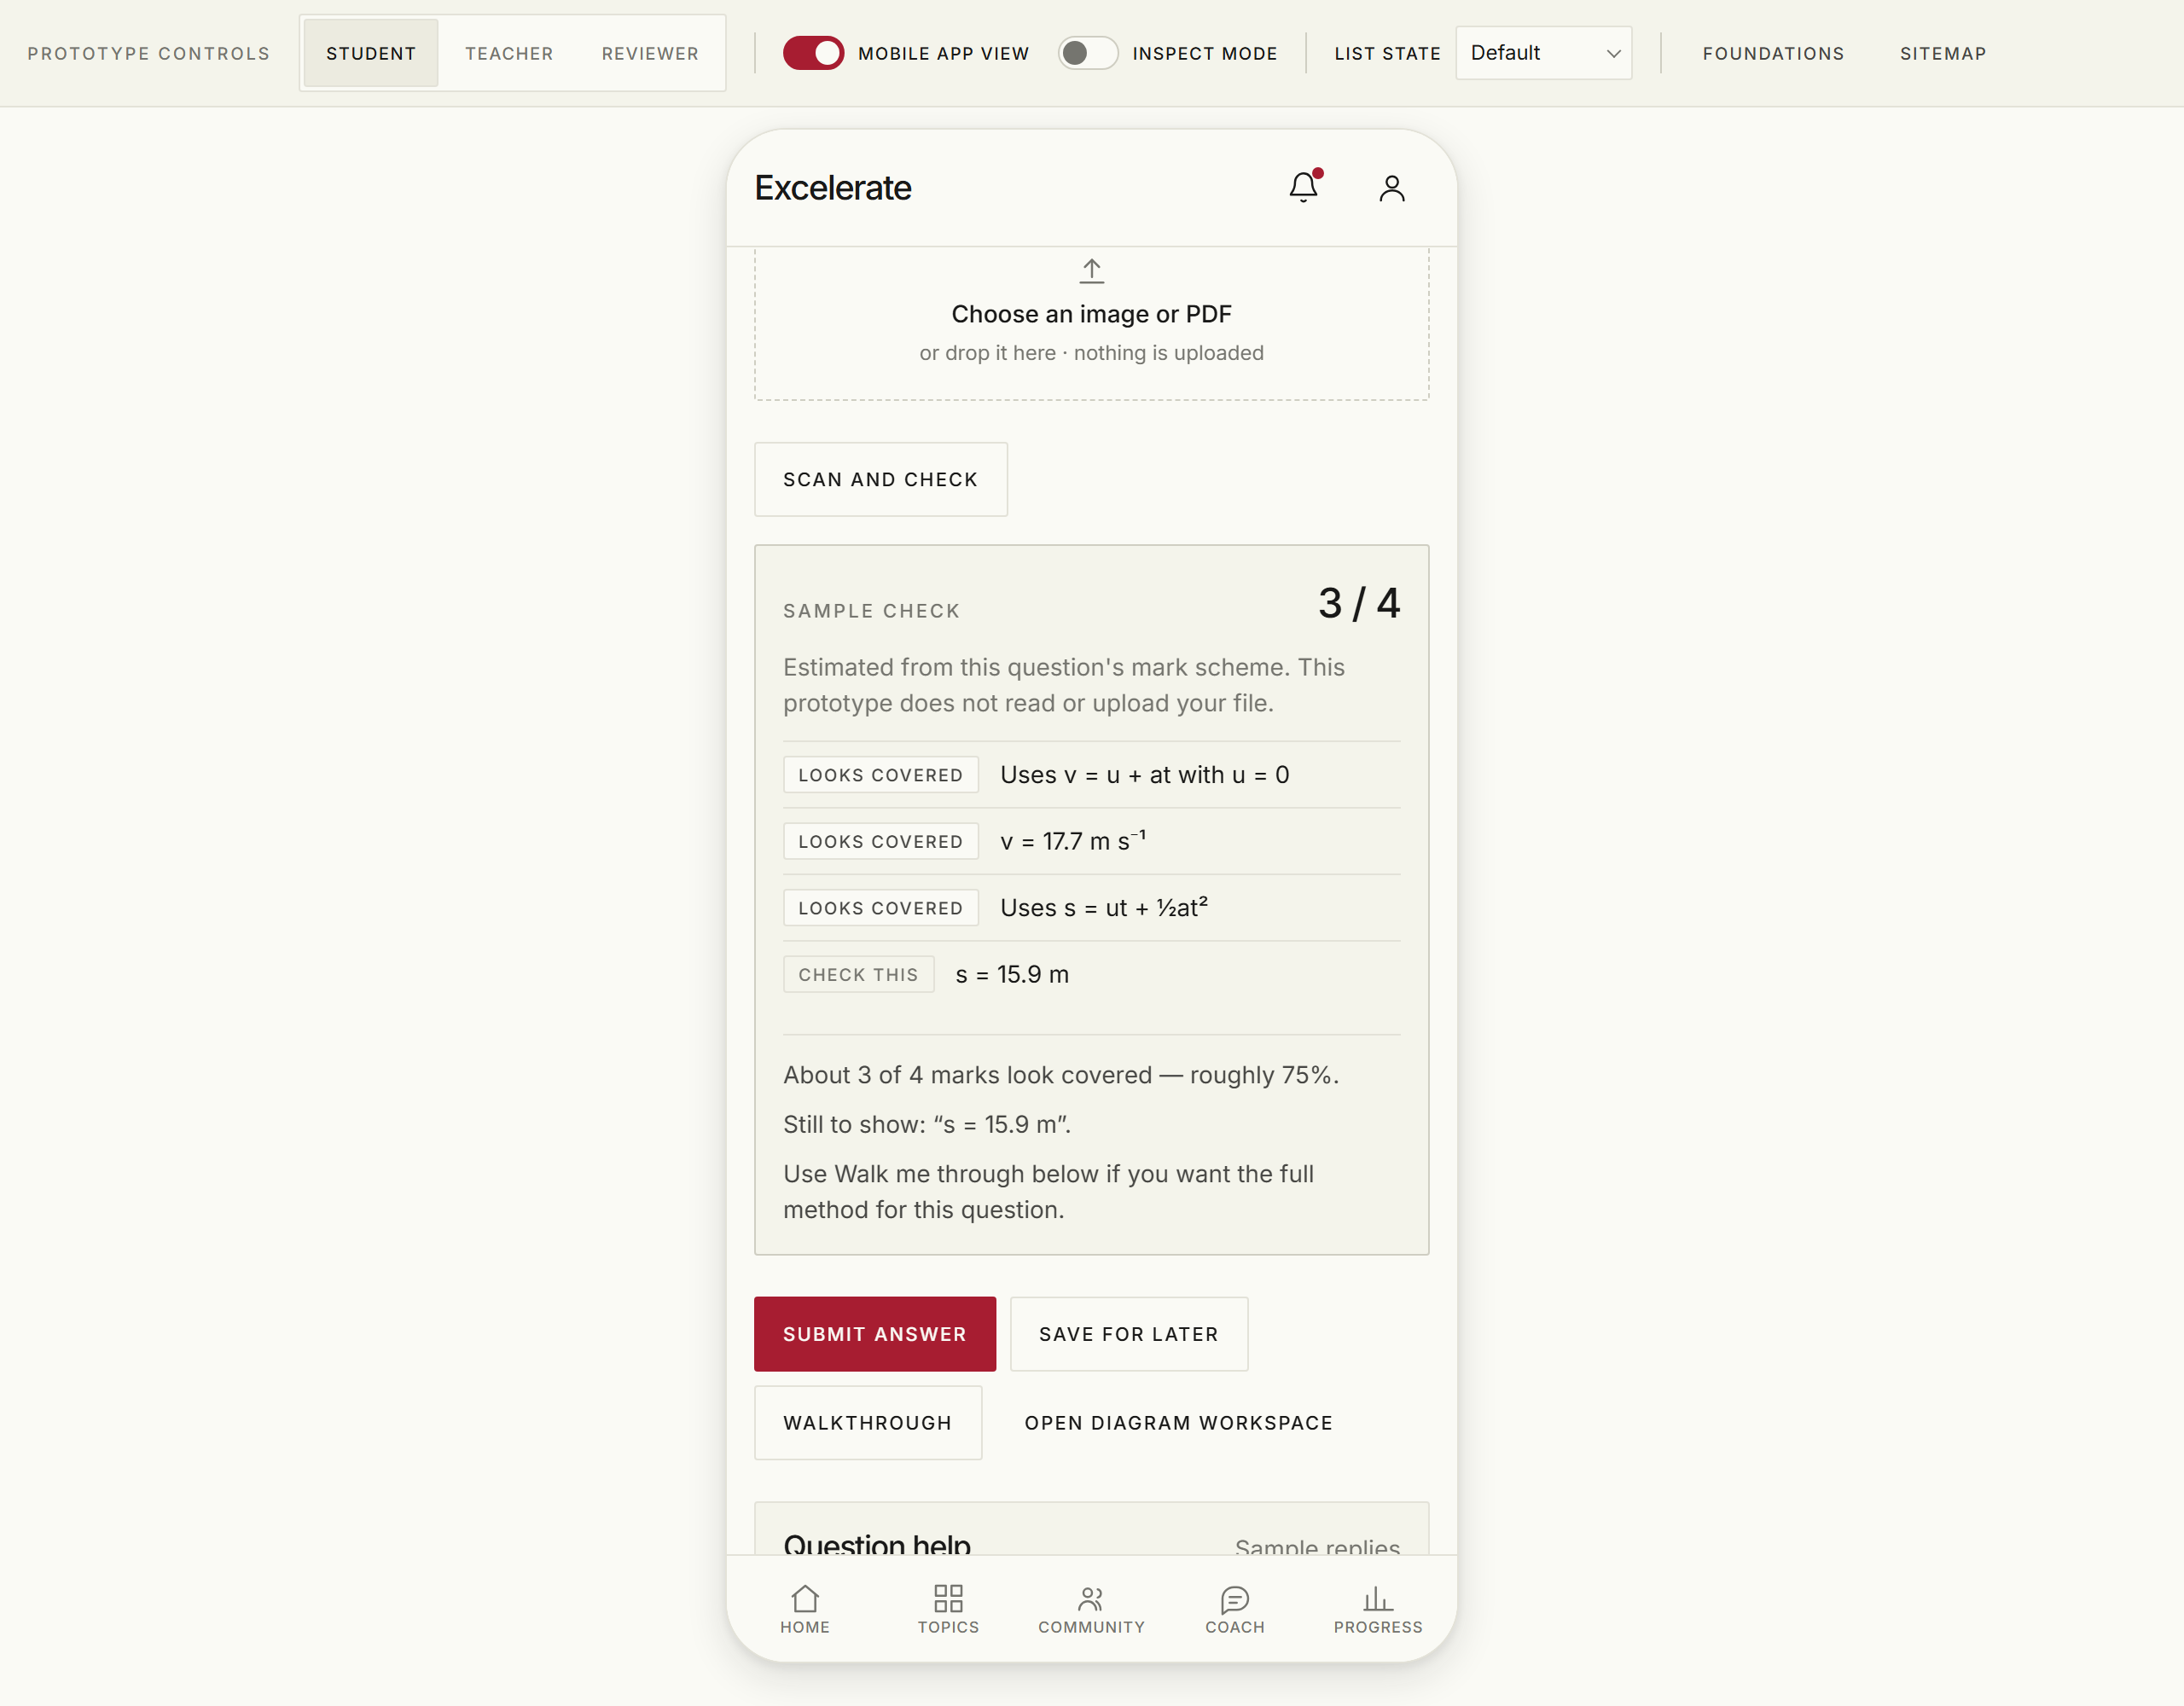 PROTOTYPE CONTROLS STUDENT TEACHER REVIEWER MOBILE APP VIEW INSPECT MODE LIST STATE Default FOUNDATIONS SITEMAP
Excelerate
Choose an image or PDF
or drop it here · nothing is uploaded
SCAN AND CHECK
SAMPLE CHECK 3 / 4
Estimated from this question's mark scheme. This
prototype does not read or upload your file.
LOOKS COVERED Uses v = u + at with u = 0
LOOKS COVERED v = 17.7 m s⁻¹
LOOKS COVERED Uses s = ut + ½at²
CHECK THIS s = 15.9 m
About 3 of 4 marks look covered — roughly 75%.
Still to show: “s = 15.9 m”.
Use Walk me through below if you want the full
method for this question.
SUBMIT ANSWER SAVE FOR LATER
WALKTHROUGH OPEN DIAGRAM WORKSPACE
Question help Sample replies
HOME TOPICS COMMUNITY COACH PROGRESS